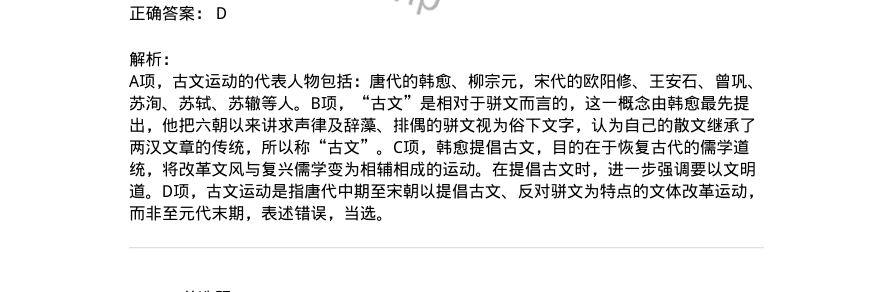 正确答案： D
解析：
A项，古文运动的代表人物包括：唐代的韩愈、柳宗元，宋代的欧阳修、王安石、曾巩、
苏洵、苏轼、苏辙等人。B项，“古文”是相对于骈文而言的，这一概念由韩愈最先提
出，他把六朝以来讲求声律及辞藻、排偶的骈文视为俗下文字，认为自己的散文继承了
两汉文章的传统，所以称“古文”。C项，韩愈提倡古文，目的在于恢复古代的儒学道
统，将改革文风与复兴儒学变为相辅相成的运动。在提倡古文时，进一步强调要以文明
道。D项，古文运动是指唐代中期至宋朝以提倡古文、反对骈文为特点的文体改革运动，
而非至元代末期，表述错误，当选。